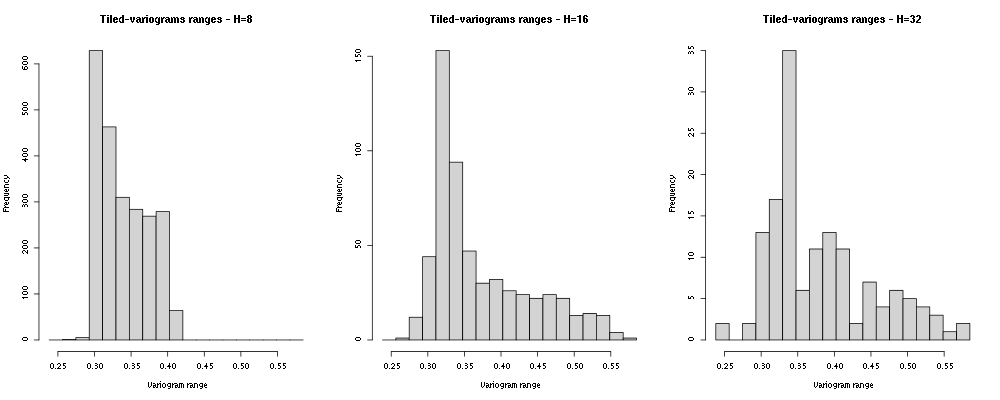 Tiled-variograms ranges - H=8
Tiled-variograms ranges - H=16
Tiled-variograms ranges - H=32
Frequency
0
100
200
300
400
500
600
0.25 0.30 0.35 0.40 0.45 0.50 0.55
Variogram range
Frequency
0
50
100
150
0.25 0.30 0.35 0.40 0.45 0.50 0.55
Variogram range
Frequency
0
5
10
15
20
25
30
35
0.25 0.30 0.35 0.40 0.45 0.50 0.55
Variogram range